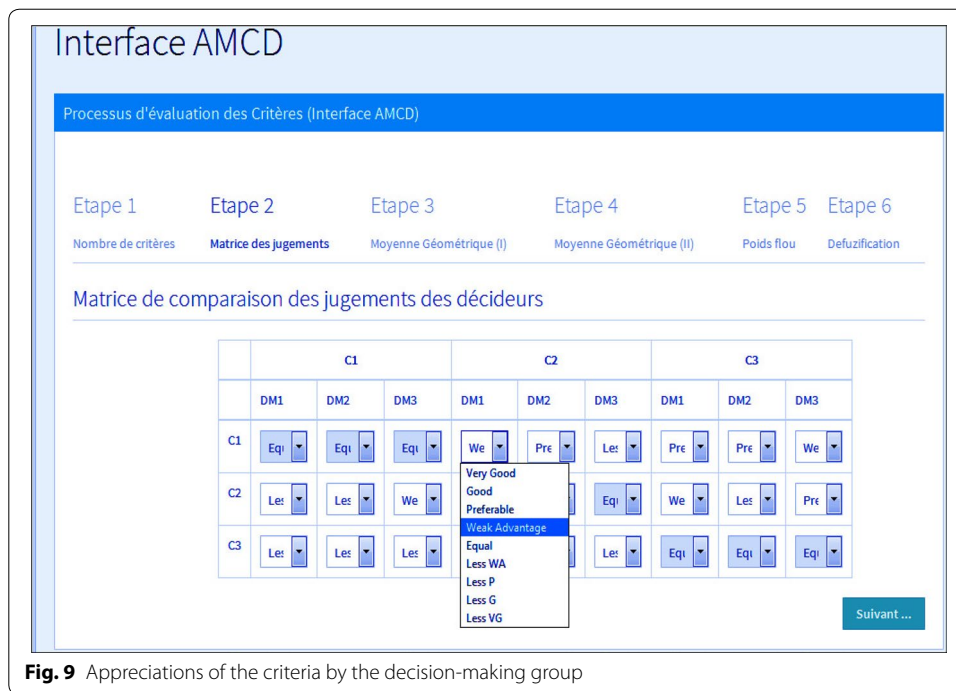 Interface AMCD
Processus d'évaluation des Critères (Interface AMCD)
Etape 1 Etape 2 Etape 3 Etape 4 Etape 5 Etape 6
Nombre de critères Matrice des jugements Moyenne Géométrique (I) Moyenne Géométrique (II) Poids flou Defuzification
Matrice de comparaison des jugements des décideurs
C1 C2 C3
DM1 DM2 DM3 DM1 DM2 DM3 DM1 DM2 DM3
C1 Equ Equ Equ We Pre Les Pre Pre We
Very Good
Good
C2 Les Les We Equ We Les Pre
Preferable
Weak Advantage
Equal
C3 Les Les Les Les Equ Equ Equ
Less WA
Less P
Less G
Less VG
Suivant ...
Fig. 9 Appreciations of the criteria by the decision-making group